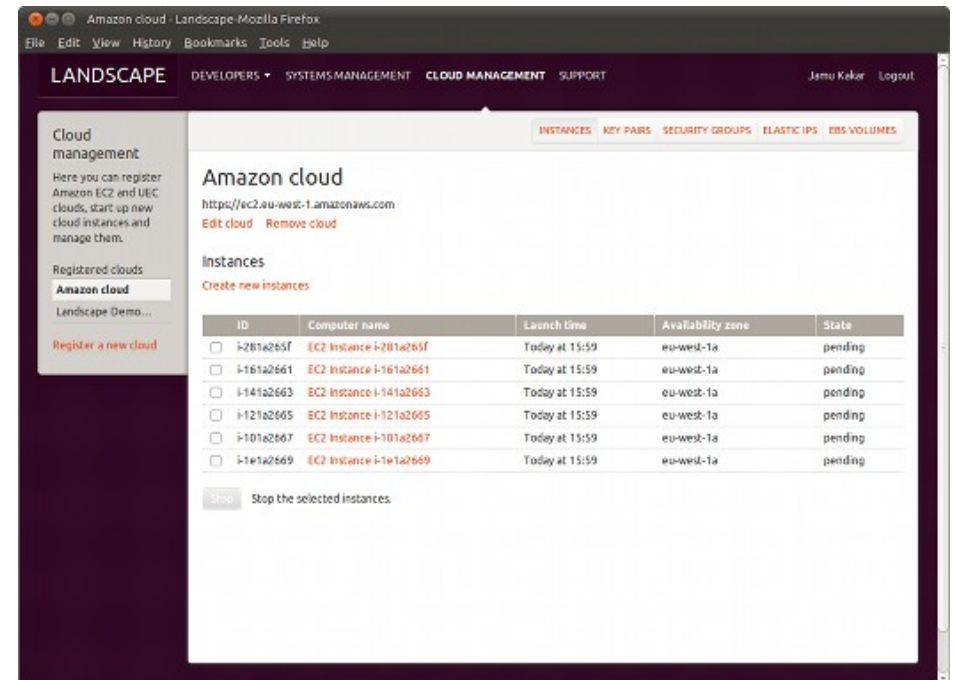 Amazon cloud - Landscape-Mozilla Firefox
File Edit View History Bookmarks Tools Help
LANDSCAPE DEVELOPERS SYSTEMS MANAGEMENT CLOUD MANAGEMENT SUPPORT Jamu Kakar Logout
INSTANCES KEY PAIRS SECURITY GROUPS ELASTIC IPS EBS VOLUMES
Cloud
management
Here you can register
Amazon EC2 and UEC
clouds, start up new
cloud instances and
manage them.
Registered clouds
Amazon cloud
Landscape Demo...
Register a new cloud
Amazon cloud
https://ec2.eu-west-1.amazonaws.com
Edit cloud Remove cloud
Instances
Create new instances
ID Computer name Launch time Availability zone State
i-281a265f EC2 Instance i-281a265f Today at 15:59 eu-west-1a pending
i-161a2661 EC2 Instance i-161a2661 Today at 15:59 eu-west-1a pending
i-141a2663 EC2 Instance i-141a2663 Today at 15:59 eu-west-1a pending
i-121a2665 EC2 Instance i-121a2665 Today at 15:59 eu-west-1a pending
i-101a2667 EC2 Instance i-101a2667 Today at 15:59 eu-west-1a pending
i-1e1a2669 EC2 Instance i-1e1a2669 Today at 15:59 eu-west-1a pending
Stop Stop the selected instances.